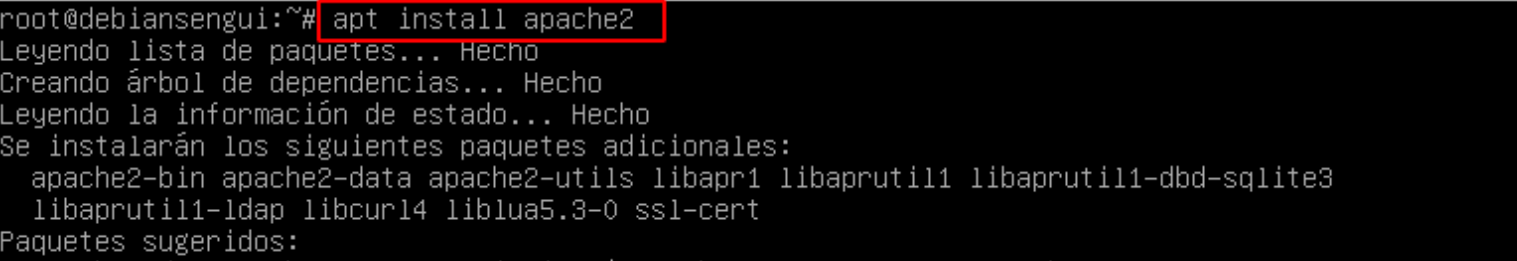 root@debiansengui:~# apt install apache2
Leyendo lista de paquetes... Hecho
Creando árbol de dependencias... Hecho
Leyendo la información de estado... Hecho
Se instalarán los siguientes paquetes adicionales:
apache2-bin apache2-data apache2-utils libapr1 libaprutil1 libaprutil1-dbd-sqlite3
libaprutil1-ldap libcurl4 liblua5.3-0 ssl-cert
Paquetes sugeridos: